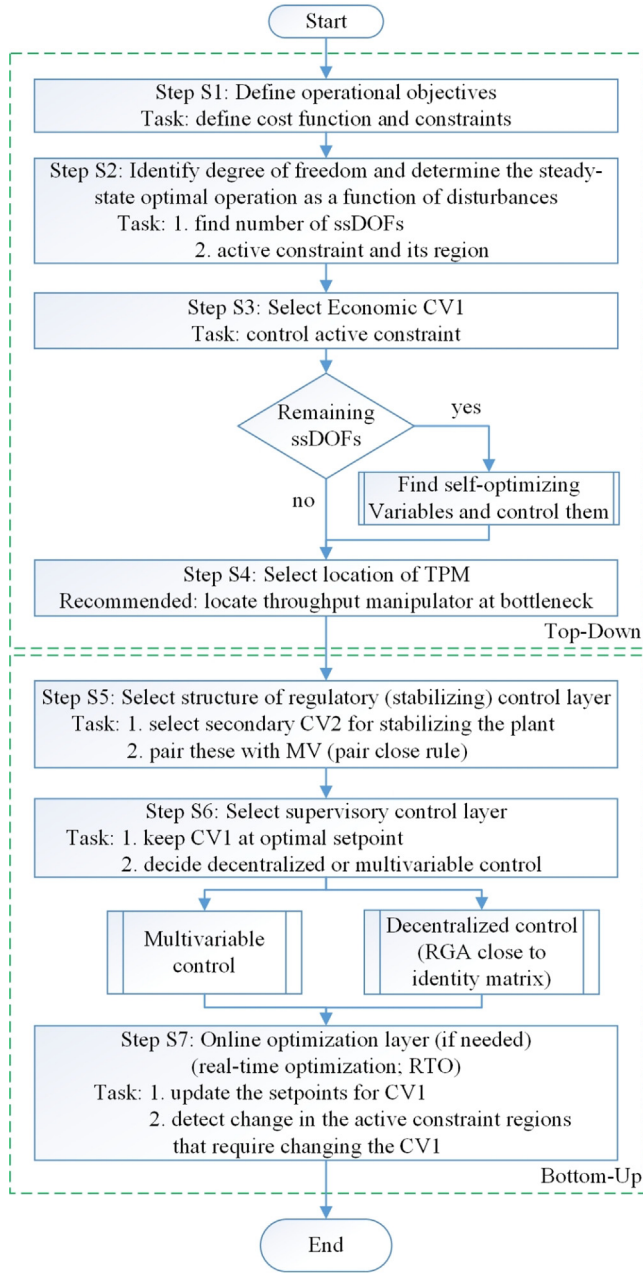 Start
Step S1: Define operational objectives
Task: define cost function and constraints
Step S2: Identify degree of freedom and determine the steady-
state optimal operation as a function of disturbances
Task: 1. find number of ssDOFs
2. active constraint and its region
Step S3: Select Economic CV1
Task: control active constraint
Remaining
ssDOFs
yes
no
Find self-optimizing
Variables and control them
Step S4: Select location of TPM
Recommended: locate throughput manipulator at bottleneck
Top-Down
Step S5: Select structure of regulatory (stabilizing) control layer
Task: 1. select secondary CV2 for stabilizing the plant
2. pair these with MV (pair close rule)
Step S6: Select supervisory control layer
Task: 1. keep CV1 at optimal setpoint
2. decide decentralized or multivariable control
Multivariable
control
Decentralized control
(RGA close to
identity matrix)
Step S7: Online optimization layer (if needed)
(real-time optimization; RTO)
Task: 1. update the setpoints for CV1
2. detect change in the active constraint regions
that require changing the CV1
Bottom-Up
End